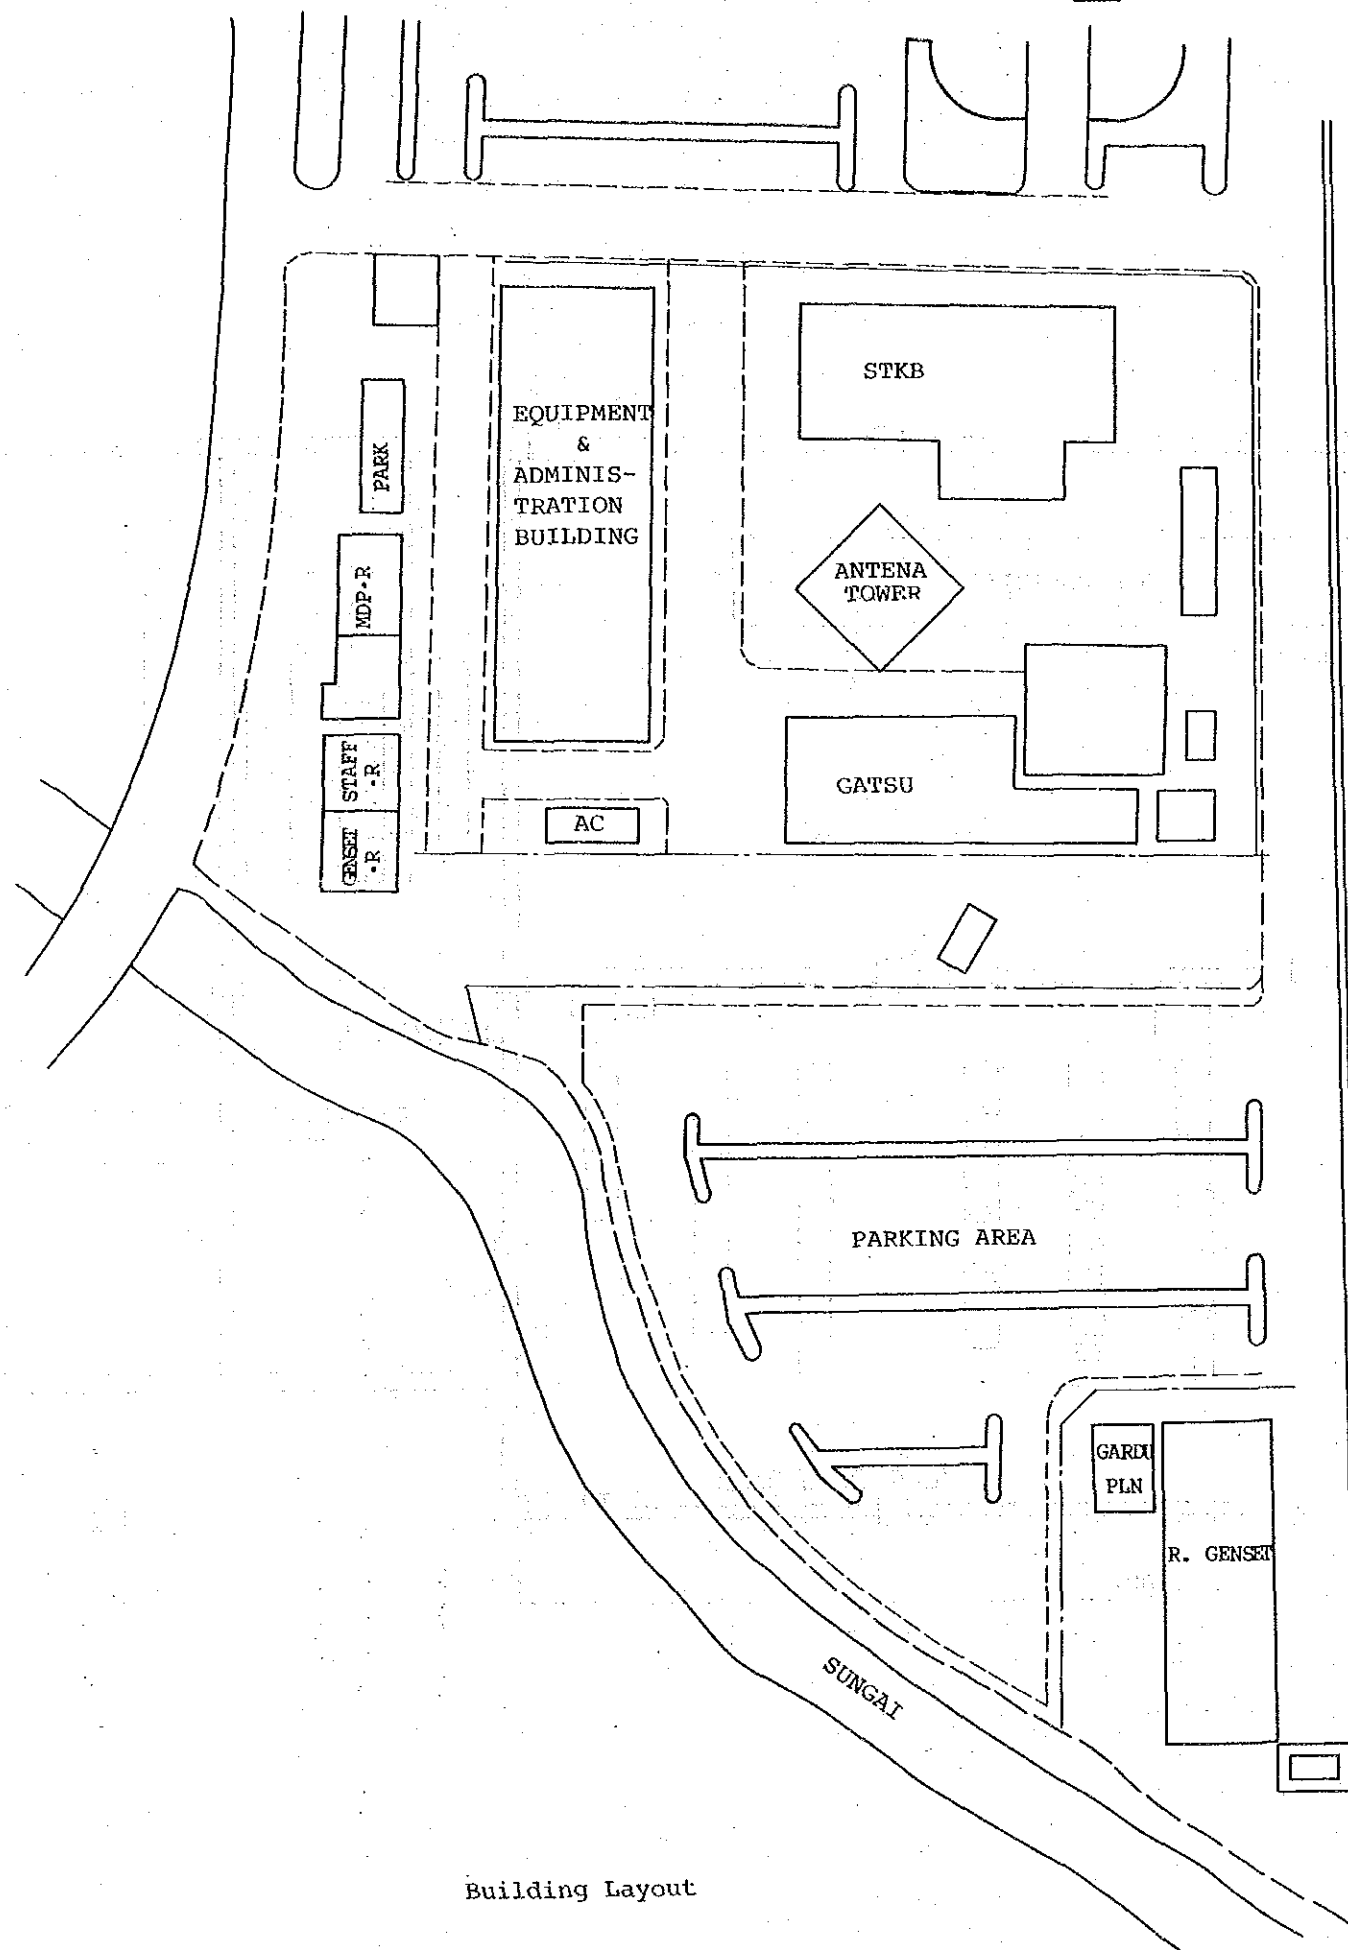 STKB
EQUIPMENT
&
ADMINIS-
TRATION
BUILDING
PARK
MDP·R
ANTENA
TOWER
STAFF
·R
GENSET
·R
AC
GATSU
PARKING AREA
GARDU
PLN
R. GENSET
SUNGAI
Building Layout